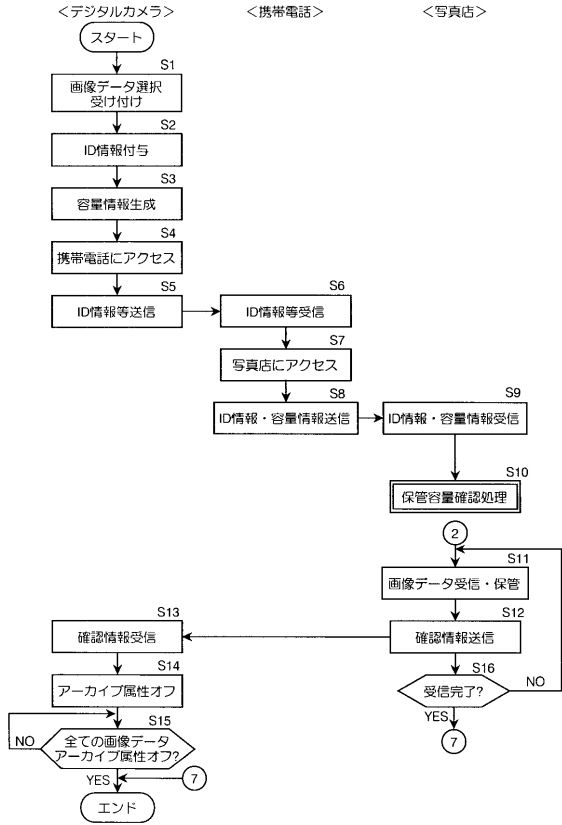 ＜デジタルカメラ＞ ＜携帯電話＞ ＜写真店＞
スタート
S1
画像データ選択
受け付け
S2
ID情報付与
S3
容量情報生成
S4
携帯電話にアクセス
S5
ID情報等送信
S6
ID情報等受信
S7
写真店にアクセス
S8
ID情報・容量情報送信
S9
ID情報・容量情報受信
S10
保管容量確認処理
2
S11
画像データ受信・保管
S12
確認情報送信
S13
確認情報受信
S14
アーカイブ属性オフ
S15
全ての画像データ
アーカイブ属性オフ?
NO
YES
7
エンド
S16
受信完了?
NO
YES
7